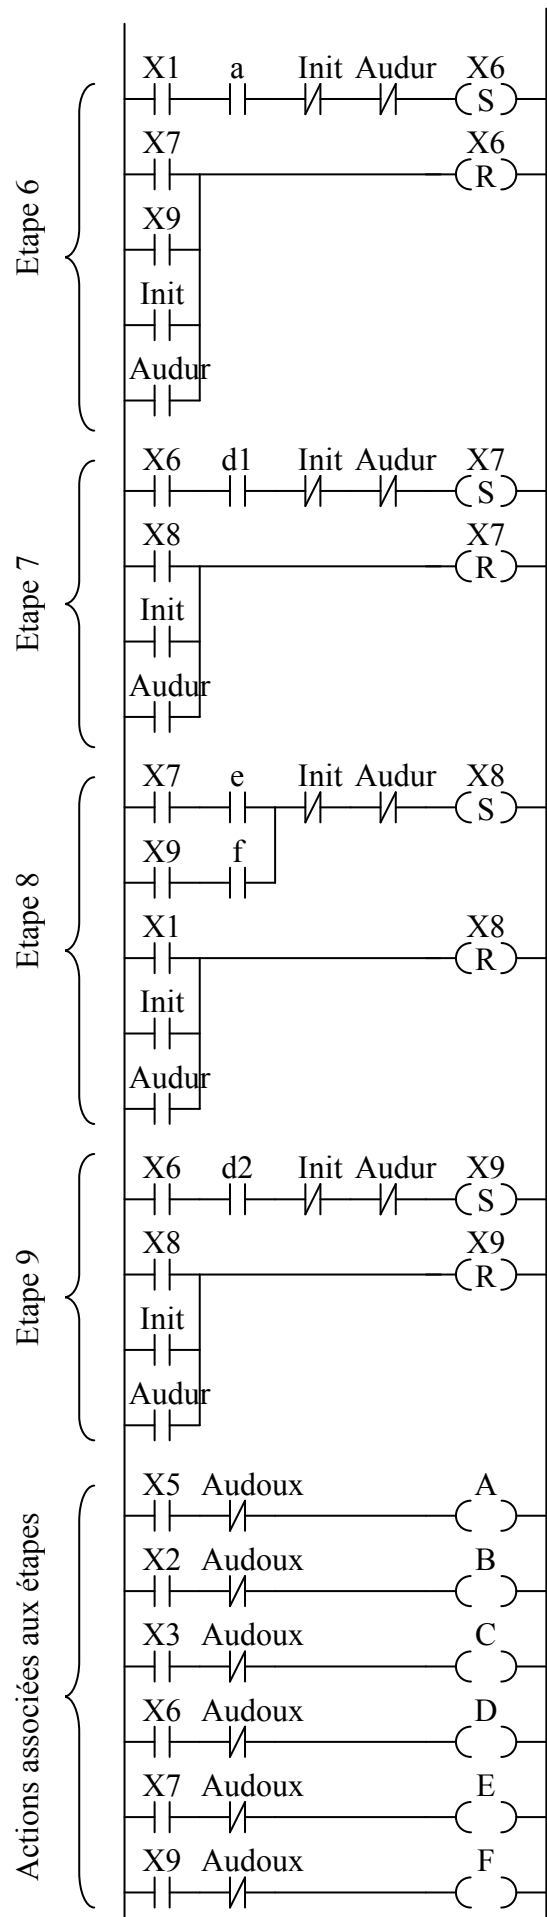 Etape 6
X1 a Init Audur X6
S
X7 X6
R
X9
Init
Audur
Etape 7
X6 d1 Init Audur X7
S
X8 X7
R
Init
Audur
Etape 8
X7 e Init Audur X8
S
X9 f
X1 X8
R
Init
Audur
Etape 9
X6 d2 Init Audur X9
S
X8 X9
R
Init
Audur
Actions associées aux étapes
X5 Audoux A
X2 Audoux B
X3 Audoux C
X6 Audoux D
X7 Audoux E
X9 Audoux F